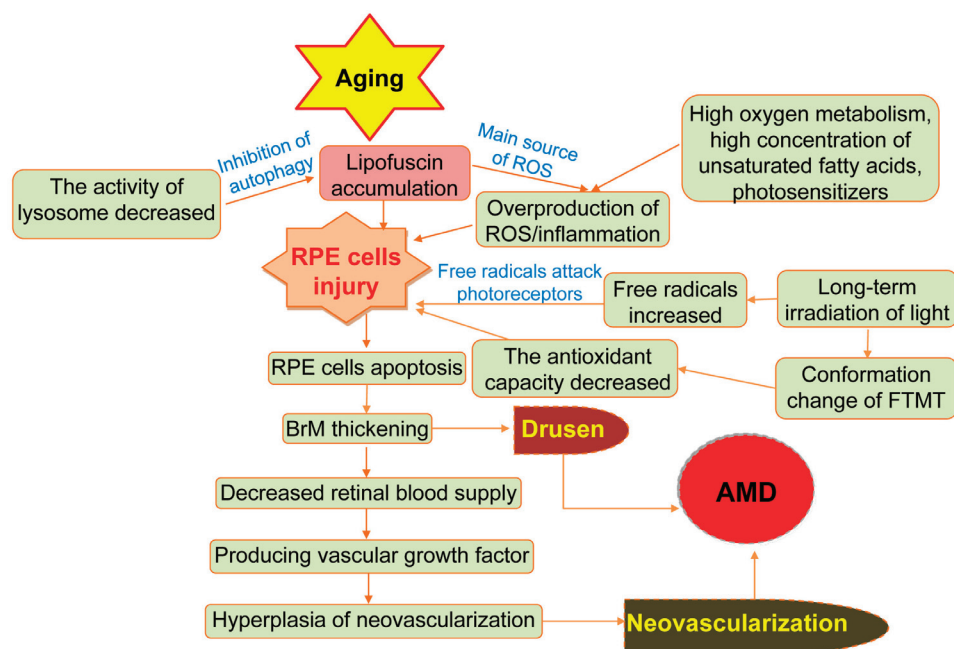 Aging
Inhibition of
autophagy
Main source
of ROS
High oxygen metabolism,
high concentration of
unsaturated fatty acids,
photosensitizers
The activity of
lysosome decreased
Lipofuscin
accumulation
Overproduction of
ROS/inflammation
RPE cells
injury
Free radicals attack
photoreceptors
Free radicals
increased
Long-term
irradiation of light
RPE cells apoptosis
The antioxidant
capacity decreased
Conformation
change of FTMT
BrM thickening
Drusen
AMD
Decreased retinal blood supply
Producing vascular growth factor
Hyperplasia of neovascularization
Neovascularization